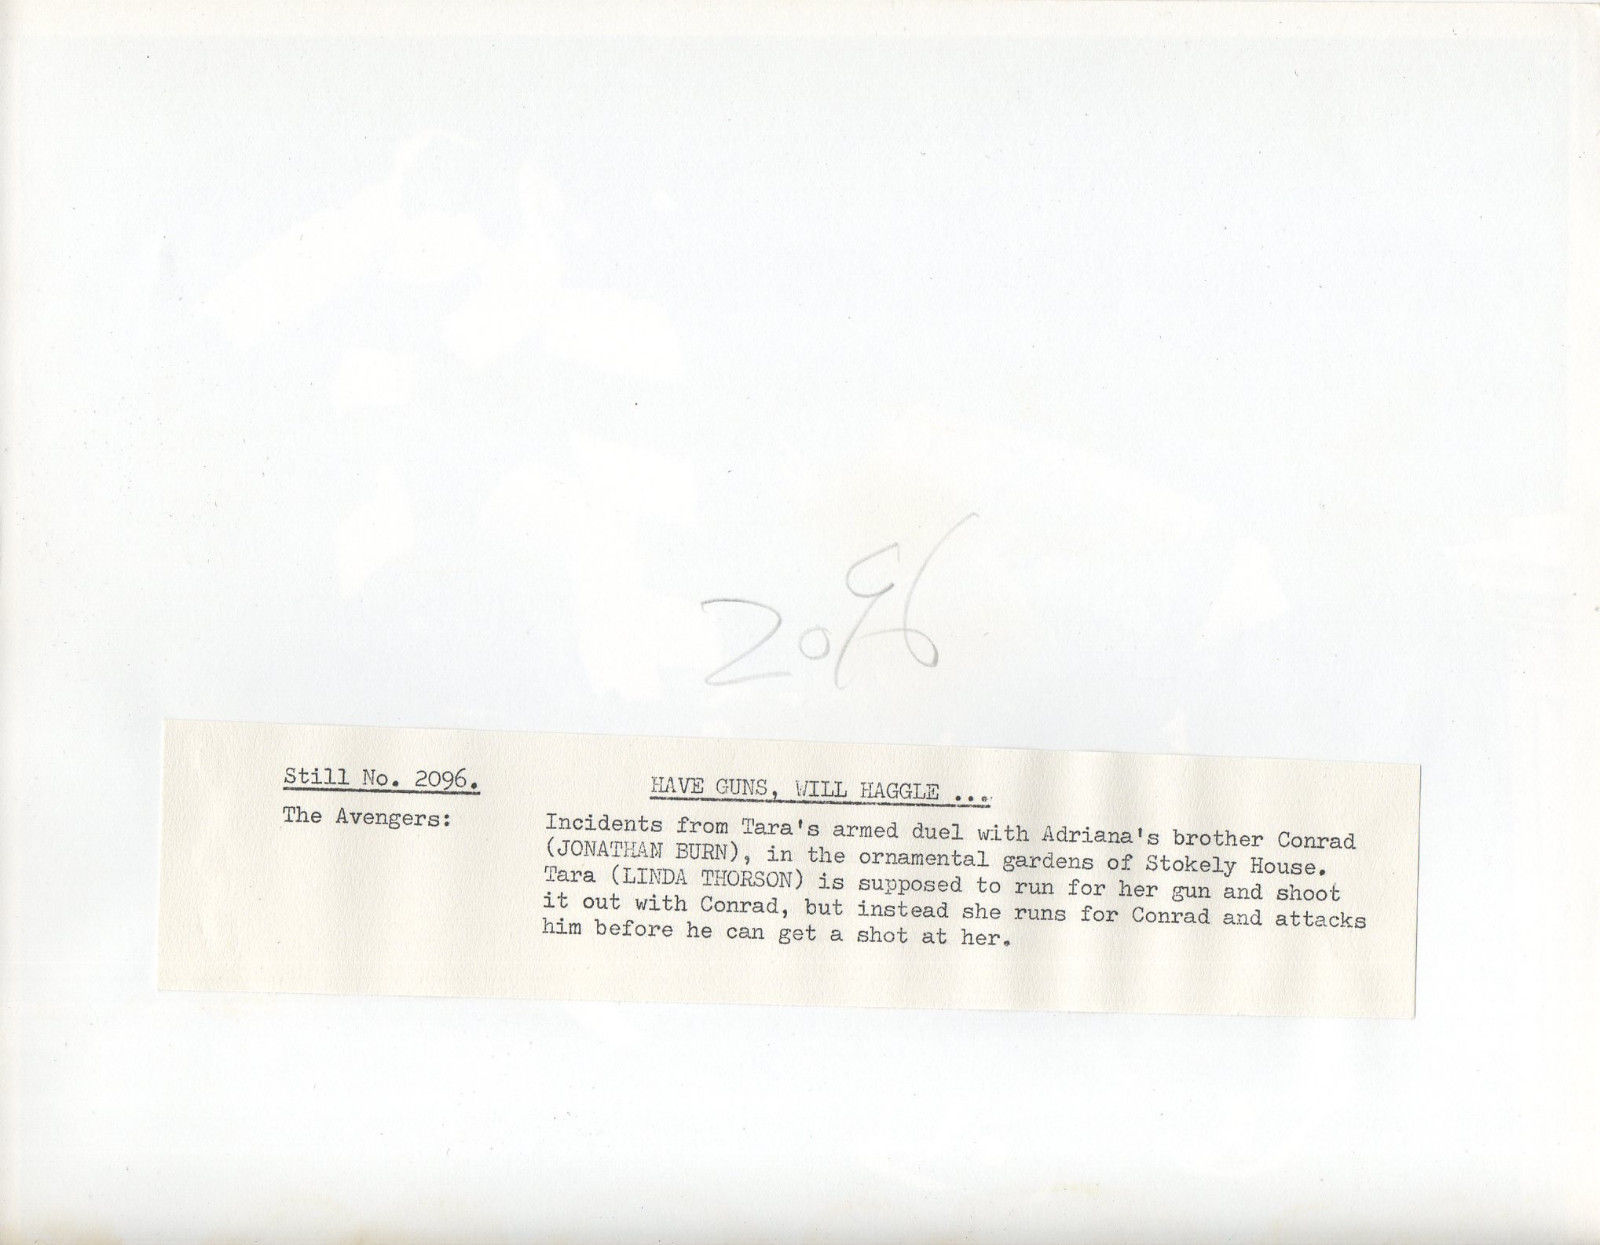 2096
Still No. 2096.
HAVE GUNS, WILL HAGGLE ...
The Avengers:
Incidents from Tara's armed duel with Adriana's brother Conrad
(JONATHAN BURN), in the ornamental gardens of Stokely House.
Tara (LINDA THORSON) is supposed to run for her gun and shoot
it out with Conrad, but instead she runs for Conrad and attacks
him before he can get a shot at her.